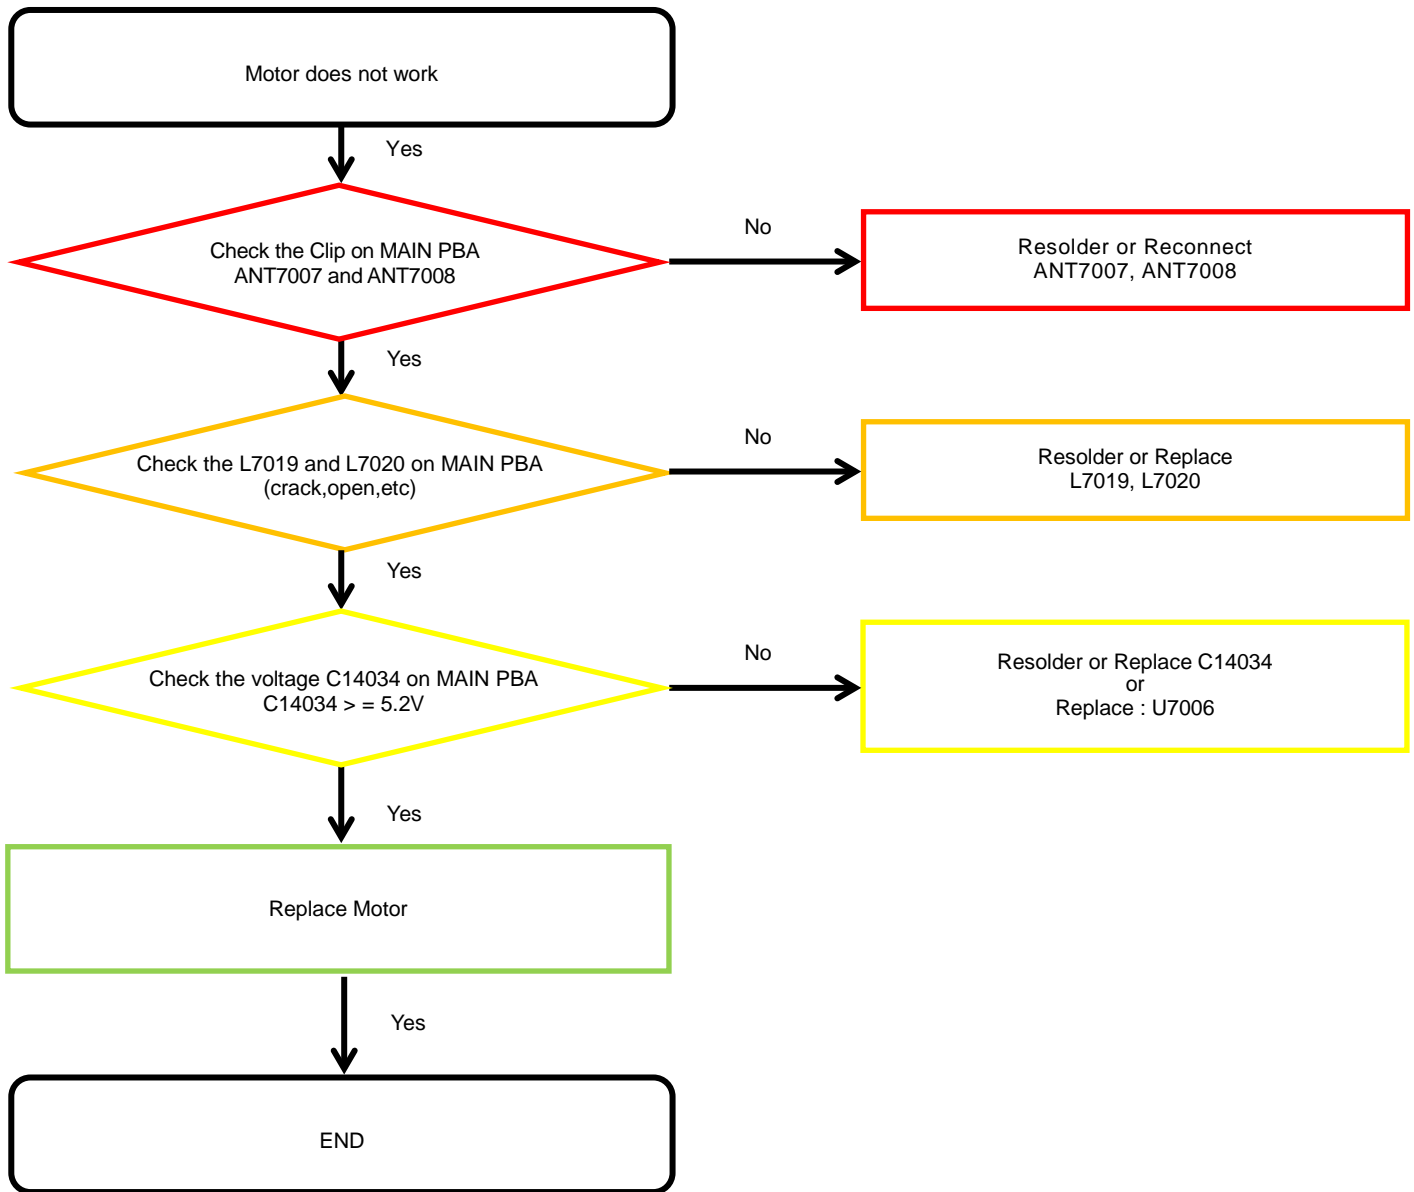 Motor does not work
Yes
Check the Clip on MAIN PBA
ANT7007 and ANT7008
No
Resolder or Reconnect
ANT7007, ANT7008
Yes
Check the L7019 and L7020 on MAIN PBA
(crack,open,etc)
No
Resolder or Replace
L7019, L7020
Yes
Check the voltage C14034 on MAIN PBA
C14034 > = 5.2V
No
Resolder or Replace C14034
or
Replace : U7006
Yes
Replace Motor
Yes
END